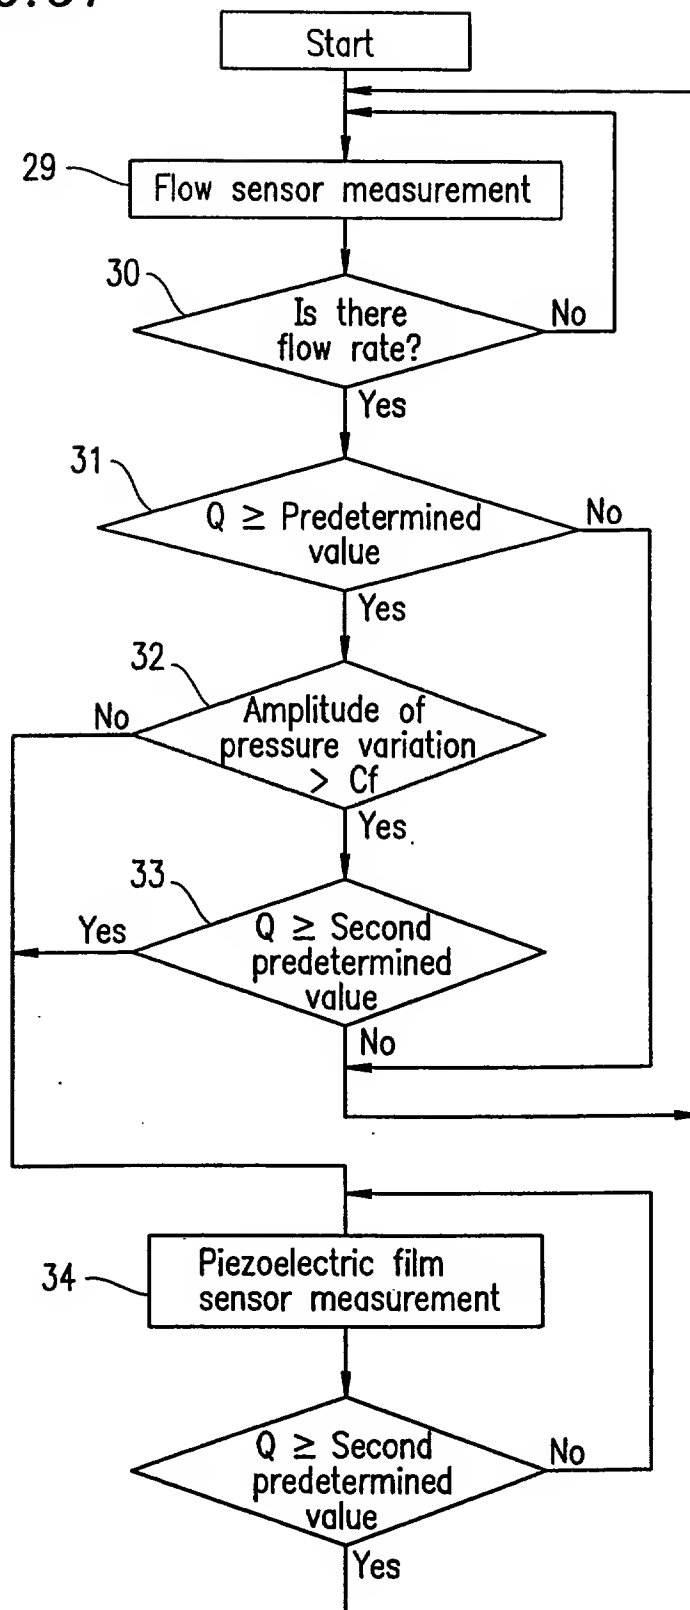 Start
29
Flow sensor measurement
30
Is there
flow rate?
No
Yes
31
Q ≥ Predetermined
value
No
Yes
32
No
Amplitude of
pressure variation
> Cf
Yes
33
Yes
Q ≥ Second
predetermined
value
No
34
Piezoelectric film
sensor measurement
Q ≥ Second
predetermined
value
No
Yes